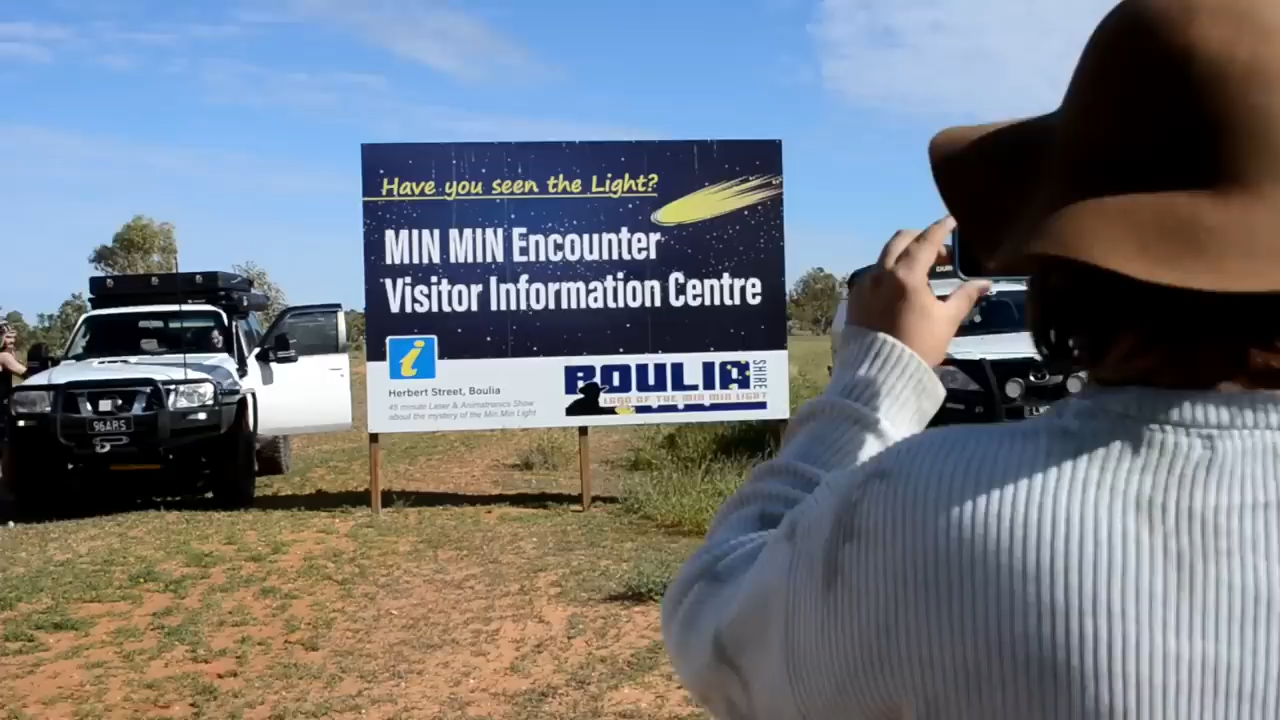 Have you seen the Light?
MIN MIN Encounter
Visitor Information Centre
i
Herbert Street, Boulia
45 minute Laser & Animatronics Show
about the mystery of the Min Min Light
BOULIA
SHIRE
LAND OF THE MIN MIN LIGHT
96ARS